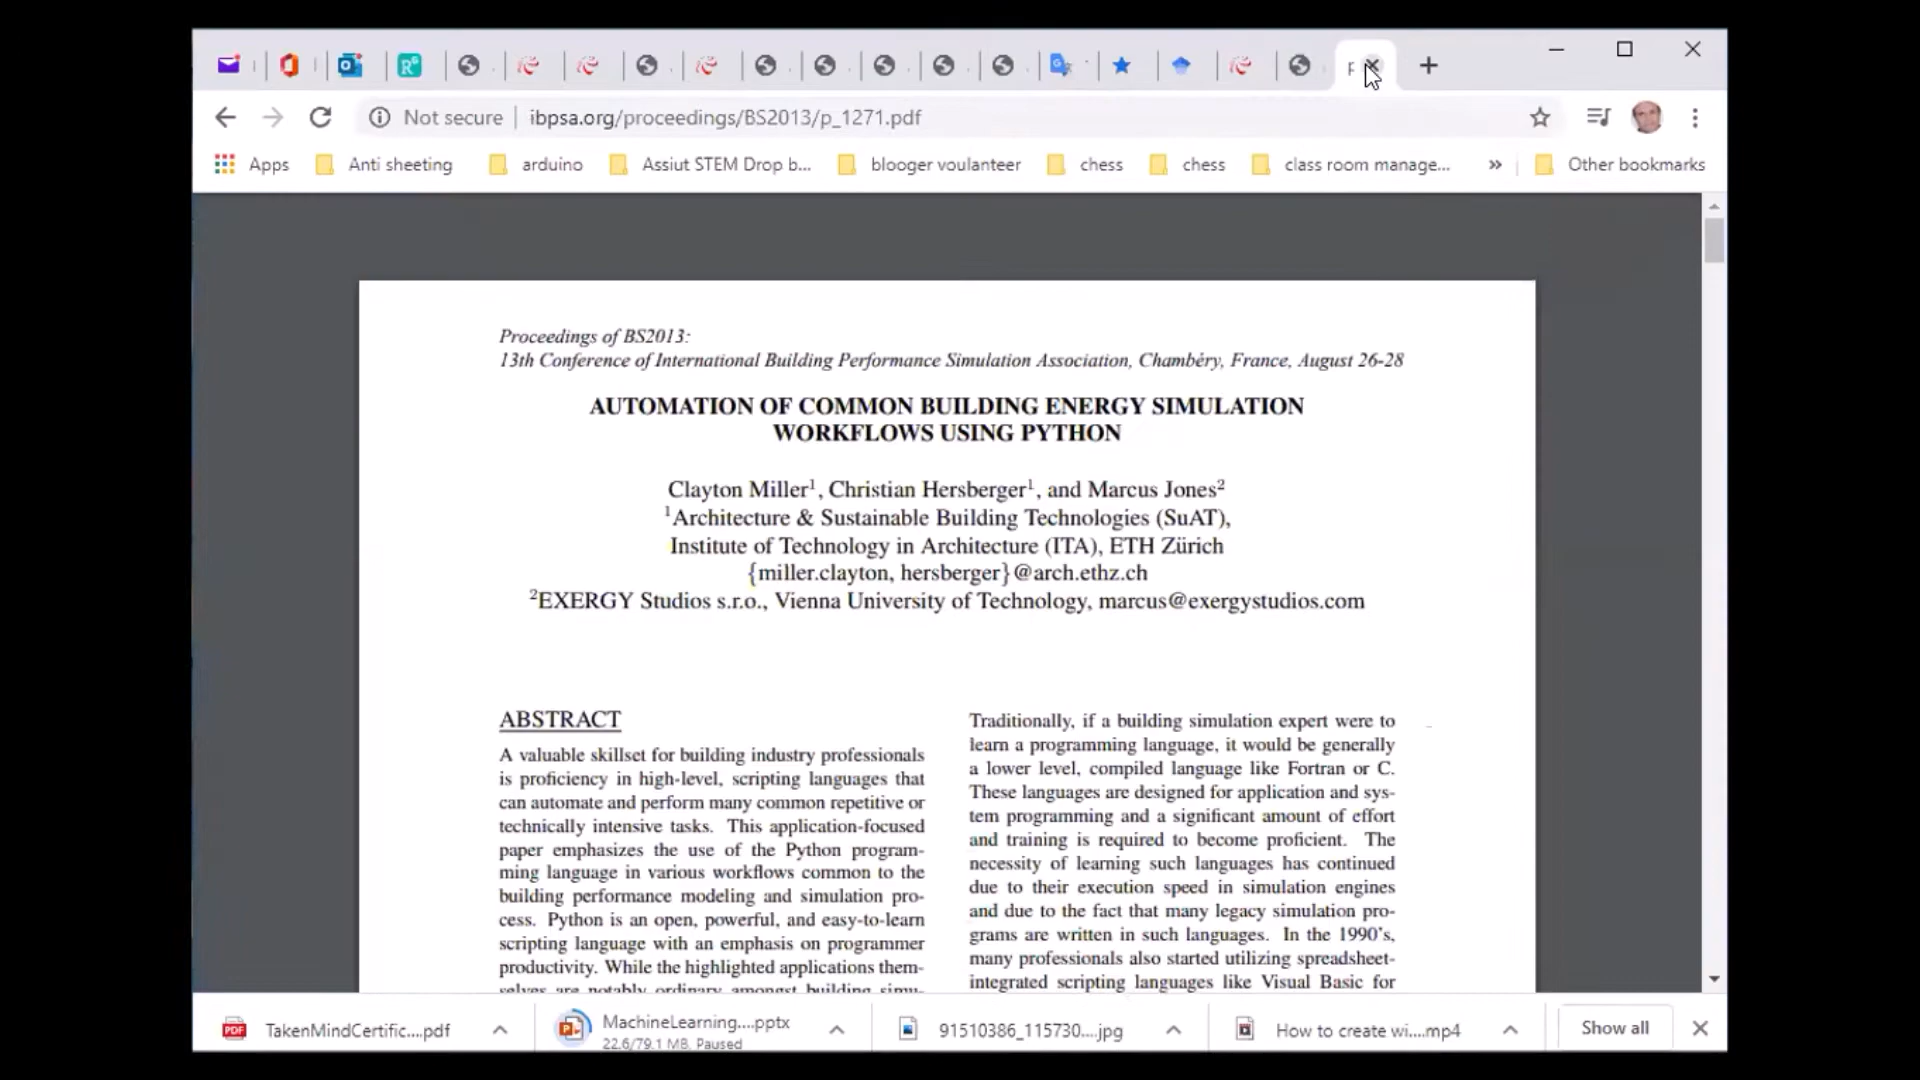 Not secure | ibpsa.org/proceedings/BS2013/p_1271.pdf
Apps Anti sheeting arduino Assiut STEM Drop b... blooger voulanteer chess chess class room manage... » Other bookmarks
Proceedings of BS2013:
13th Conference of International Building Performance Simulation Association, Chambéry, France, August 26-28
AUTOMATION OF COMMON BUILDING ENERGY SIMULATION
WORKFLOWS USING PYTHON
Clayton Miller1, Christian Hersberger1, and Marcus Jones2
1Architecture & Sustainable Building Technologies (SuAT),
Institute of Technology in Architecture (ITA), ETH Zürich
{miller.clayton, hersberger}@arch.ethz.ch
2EXERGY Studios s.r.o., Vienna University of Technology, marcus@exergystudios.com
ABSTRACT
A valuable skillset for building industry professionals
is proficiency in high-level, scripting languages that
can automate and perform many common repetitive or
technically intensive tasks. This application-focused
paper emphasizes the use of the Python program-
ming language in various workflows common to the
building performance modeling and simulation pro-
cess. Python is an open, powerful, and easy-to-learn
scripting language with an emphasis on programmer
productivity. While the highlighted applications them-
selves are notably ordinary amongst building simu-
Traditionally, if a building simulation expert were to
learn a programming language, it would be generally
a lower level, compiled language like Fortran or C.
These languages are designed for application and sys-
tem programming and a significant amount of effort
and training is required to become proficient. The
necessity of learning such languages has continued
due to their execution speed in simulation engines
and due to the fact that many legacy simulation pro-
grams are written in such languages. In the 1990's,
many professionals also started utilizing spreadsheet-
integrated scripting languages like Visual Basic for
TakenMindCertific....pdf
MachineLearning....pptx
22.6/79.1 MB, Paused
91510386_115730....jpg
How to create wi....mp4
Show all